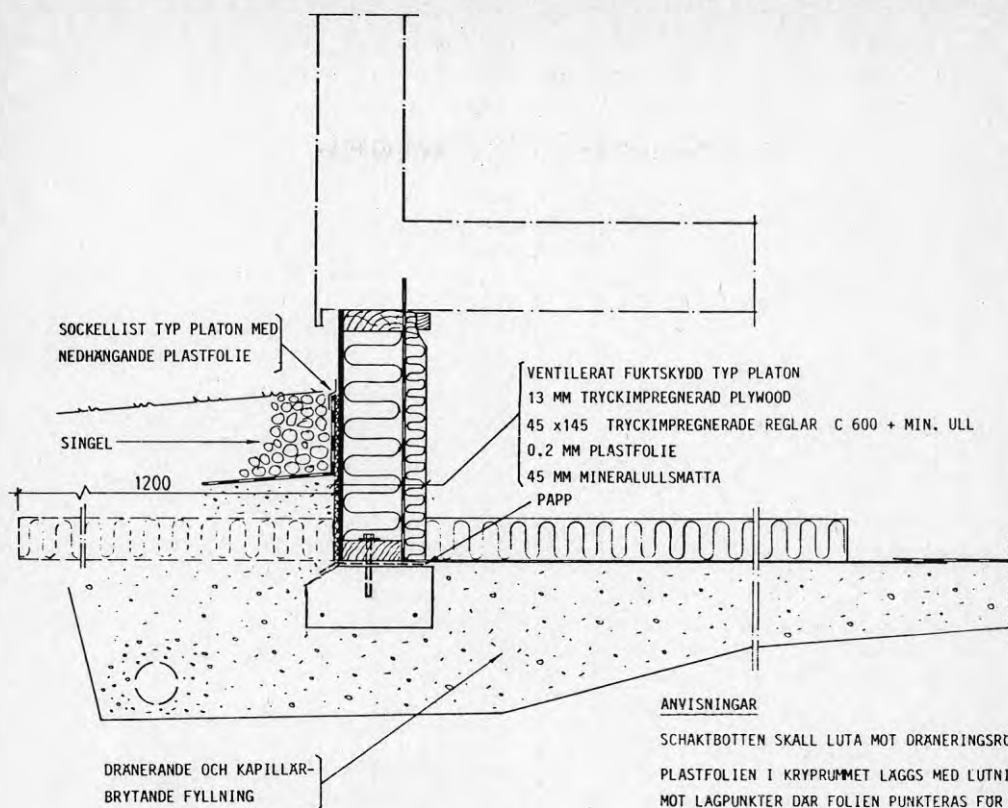 SOCKELLIST TYP PLATON MED
NEDHÄNGANDE PLASTFOLIE
SINGEL
1200
VENTILERAT FUKTSKYDD TYP PLATON
13 MM TRYCKIMPREGNERAD PLYWOOD
45 x145 TRYCKIMPREGNERADE REGLAR C 600 + MIN. ULL
0.2 MM PLASTFOLIE
45 MM MINERALULLSMATTA
PAPP
DRÄNERANDE OCH KAPILLÄR-
BRYTANDE FYLLNING
ANVISNINGAR
SCHAKTBOTTEN SKALL LUTA MOT
PLASTFOLIEN I KRYPRUMMET LÄGGS MED
MOT LÅGPUNKTER DÄR FOLIEN PUNKTERAS FÖR